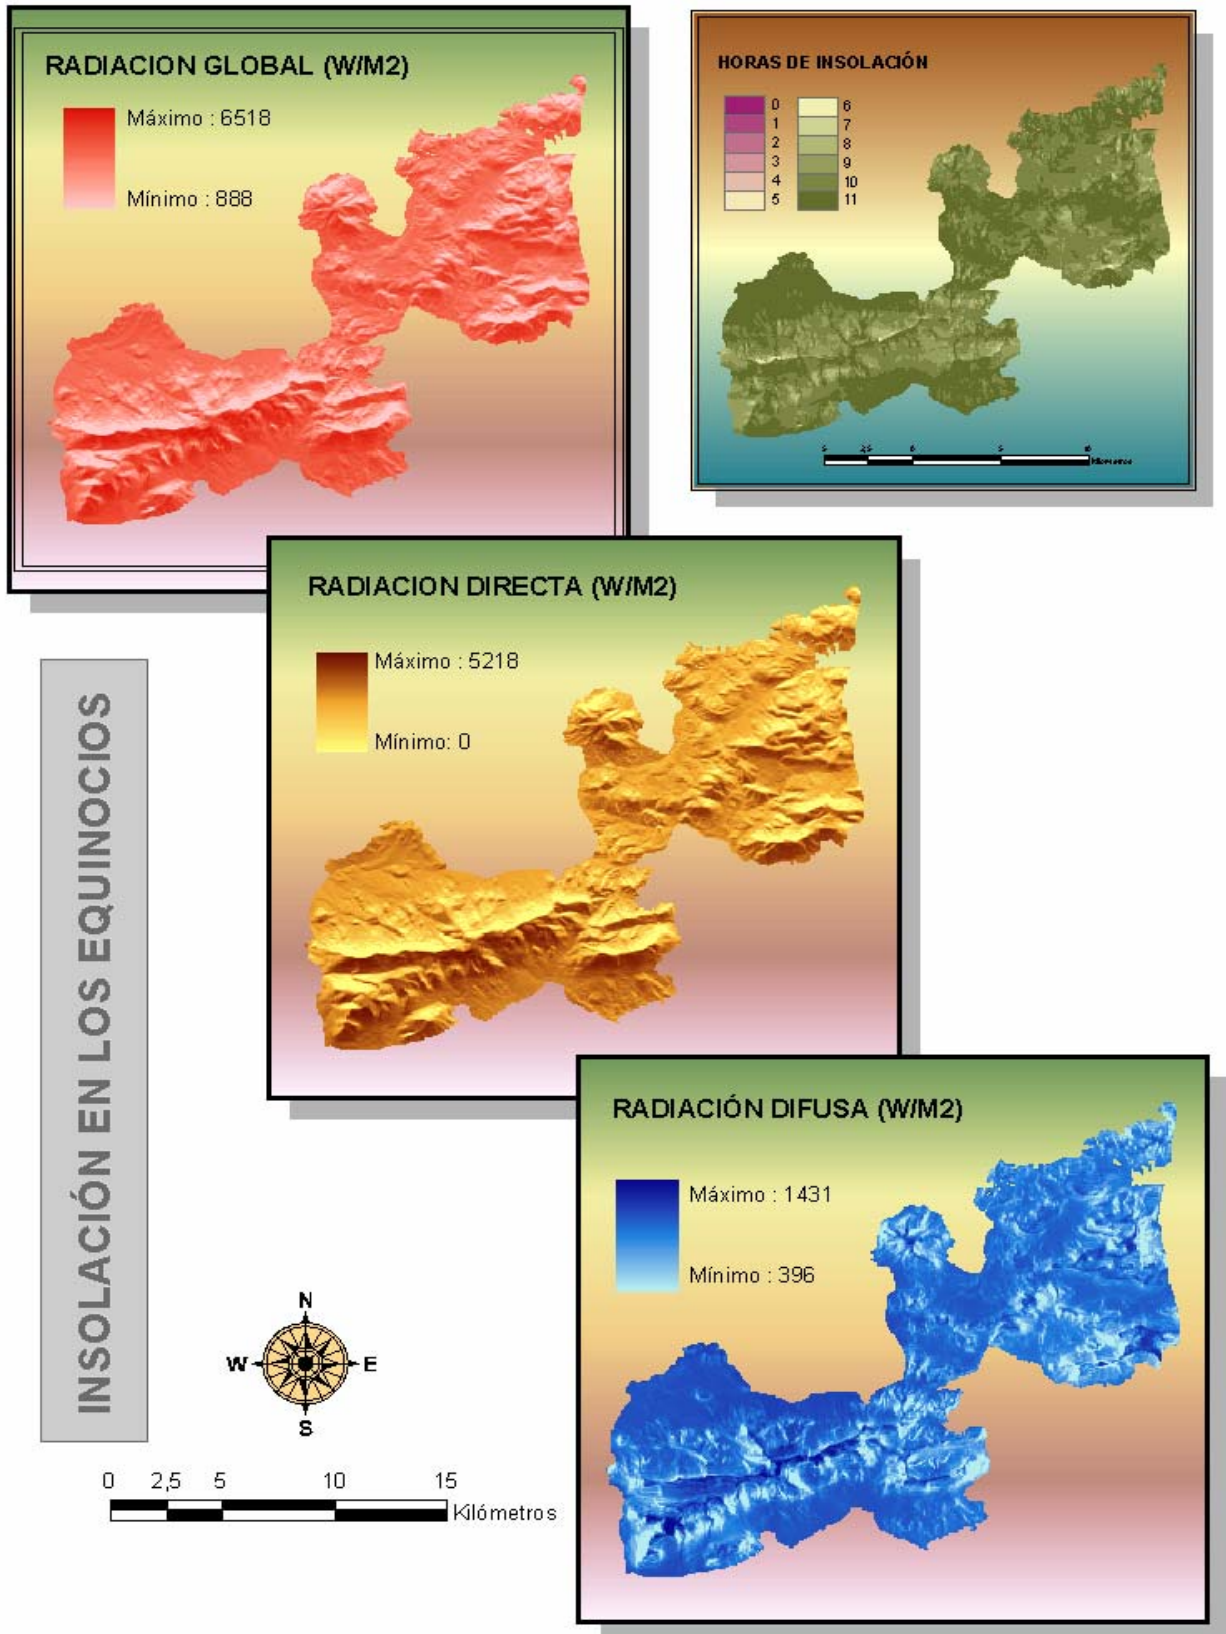 RADIACION GLOBAL (W/M2)
Máximo : 6518
Mínimo : 888
HORAS DE INSOLACIÓN
0
1
2
3
4
5
6
7
8
9
10
11
Kilometros
RADIACION DIRECTA (W/M2)
Máximo : 5218
Mínimo: 0
INSOLACIÓN EN LOS EQUINOCIOS
RADIACIÓN DIFUSA (W/M2)
Máximo : 1431
Mínimo : 396
N
W E
S
0 2,5 5 10 15
Kilómetros